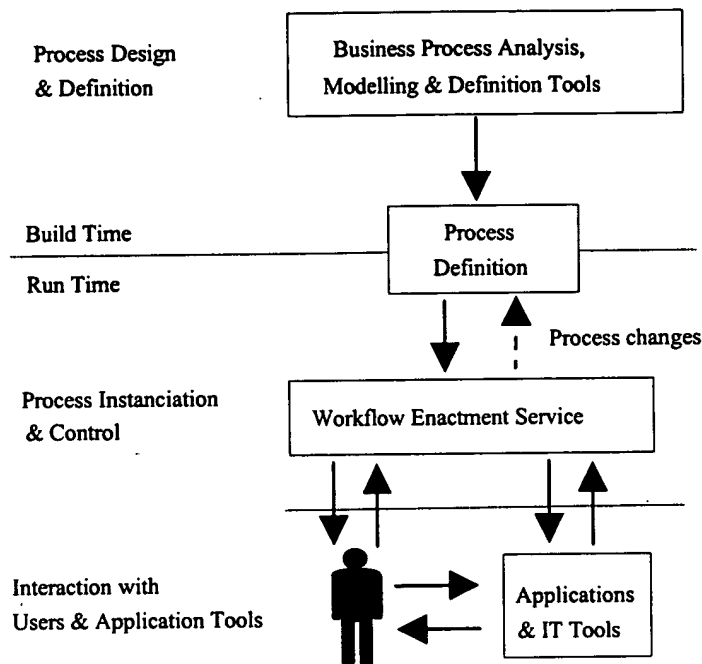 Process Design
& Definition
Business Process Analysis,
Modelling & Definition Tools
Build Time
Process
Definition
Run Time
Process changes
Process Instanciation
& Control
Workflow Enactment Service
Interaction with
Users & Application Tools
Applications
& IT Tools